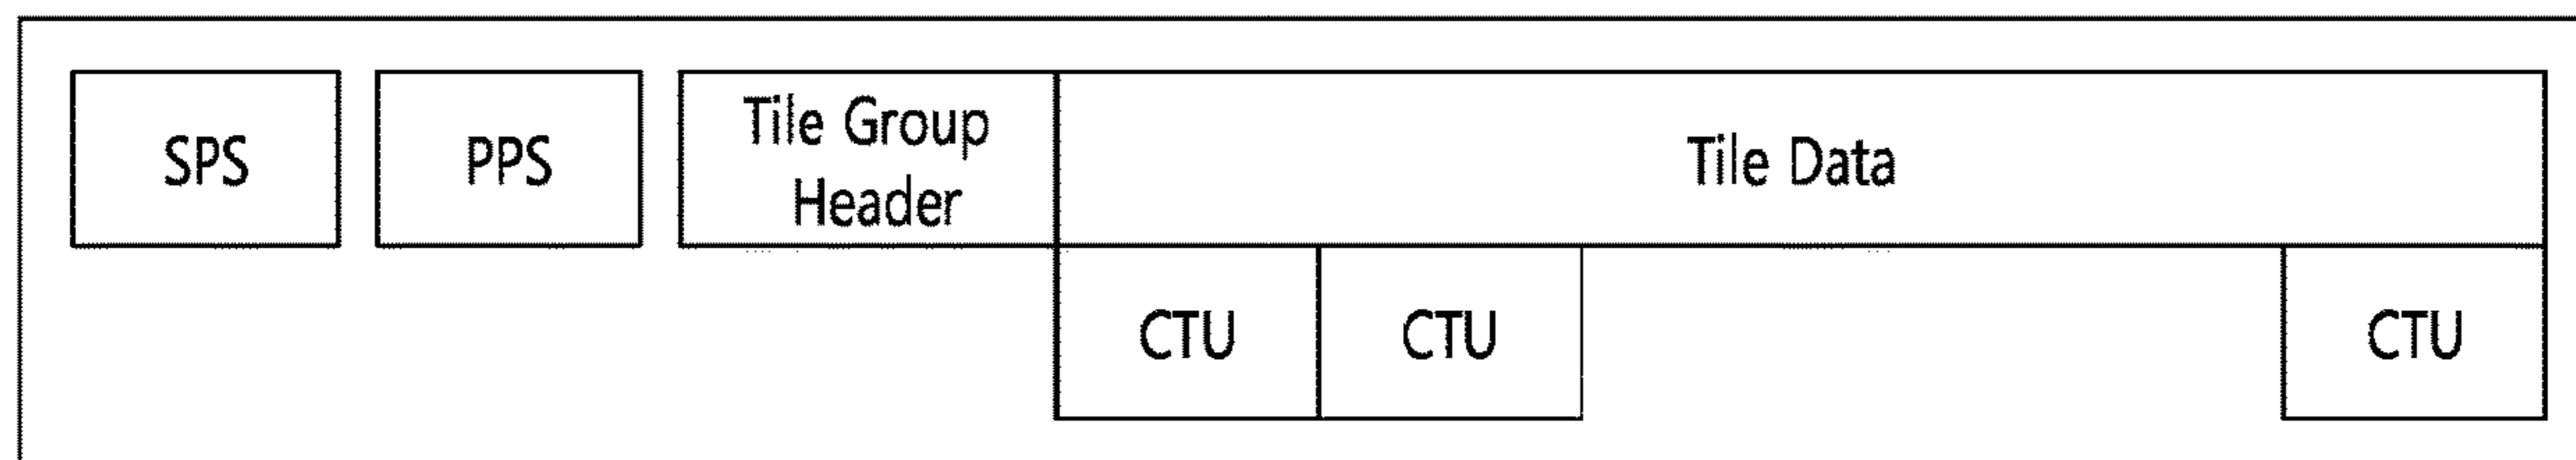 SPS
PPS
Tile Group
Header
Tile Data
CTU
CTU
CTU